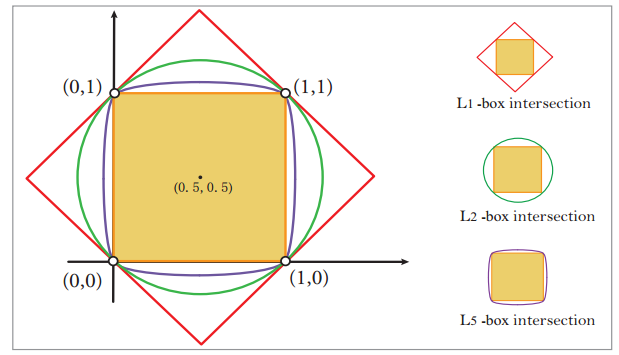 (0,1)
(1,1)
(0. 5, 0. 5)
(0,0)
(1,0)
L1 -box intersection
L2 -box intersection
L5 -box intersection